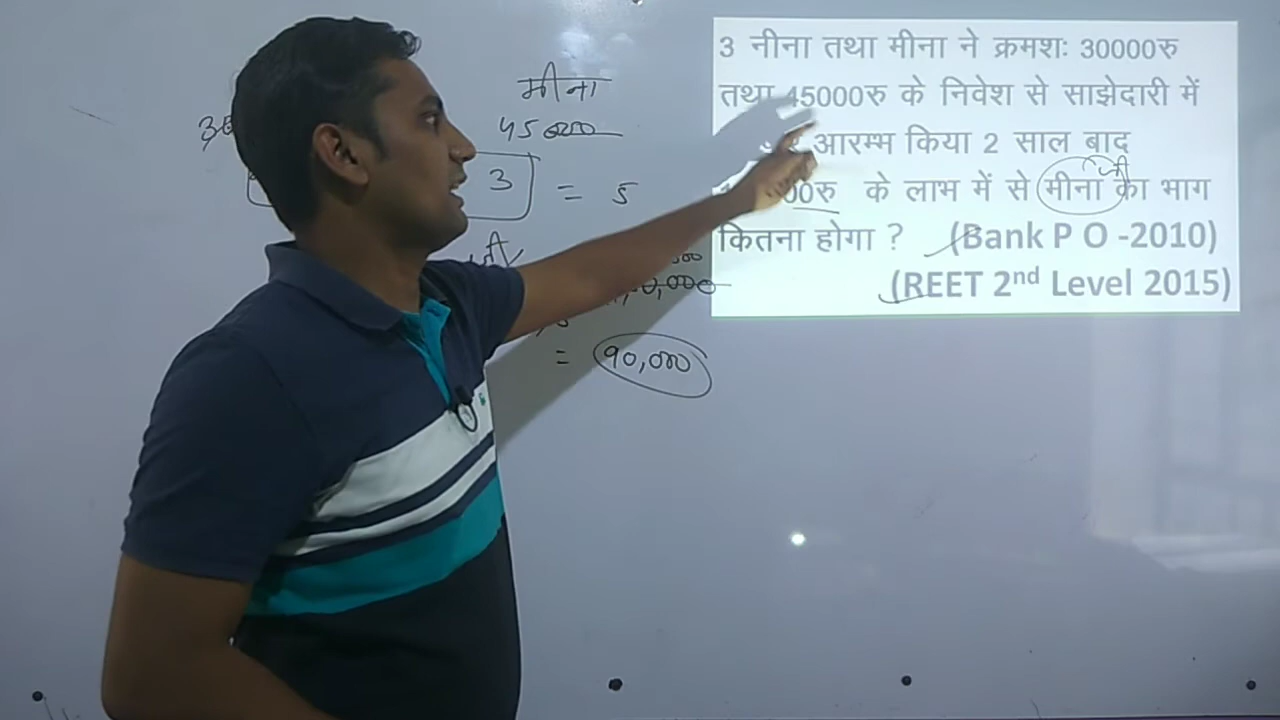 3 नीना तथा मीना ने क्रमशः 30000रु
तथा 45000रु के निवेश से साझेदारी में
आरम्भ किया 2 साल बाद
00रु के लाभ में से मीना का भाग
कितना होगा ? (Bank P O -2010)
(REET 2nd Level 2015)
मीना
45000
3 = 5
= 90,000